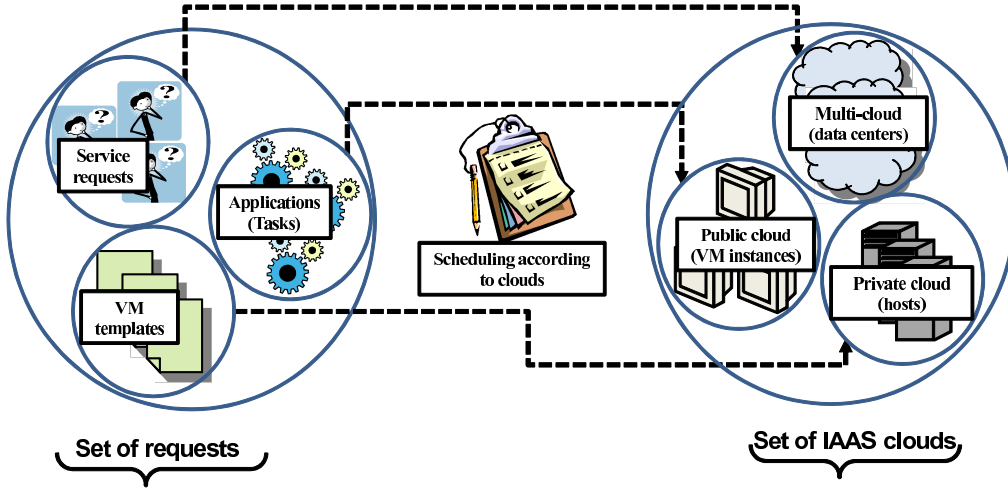 ?
?
?
Service
requests
Applications
(Tasks)
VM
templates
Scheduling according
to clouds
Multi-cloud
(data centers)
Public cloud
(VM instances)
Private cloud
(hosts)
Set of requests
Set of IAAS clouds